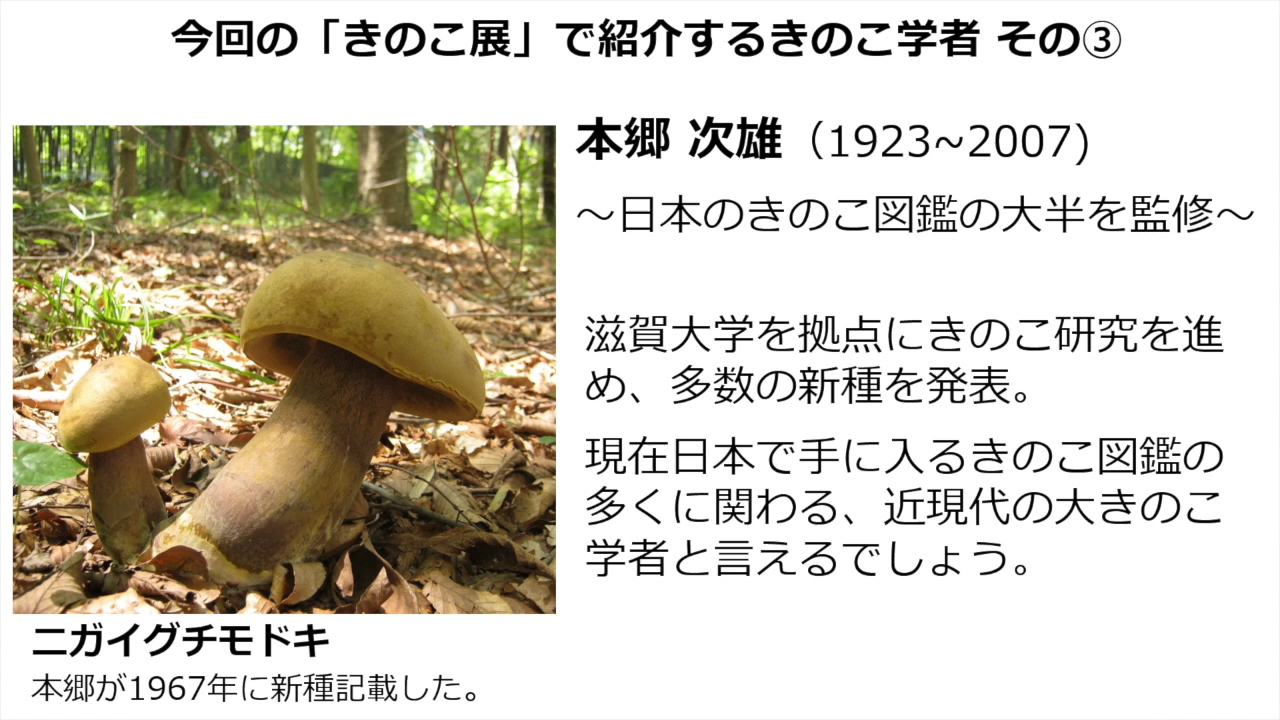 今回の「きのこ展」で紹介するきのこ学者 その③
本郷 次雄（1923~2007)
～日本のきのこ図鑑の大半を監修～
滋賀大学を拠点にきのこ研究を進
め、多数の新種を発表。
現在日本で手に入るきのこ図鑑の
多くに関わる、近現代の大きのこ
学者と言えるでしょう。
ニガイグチモドキ
本郷が1967年に新種記載した。